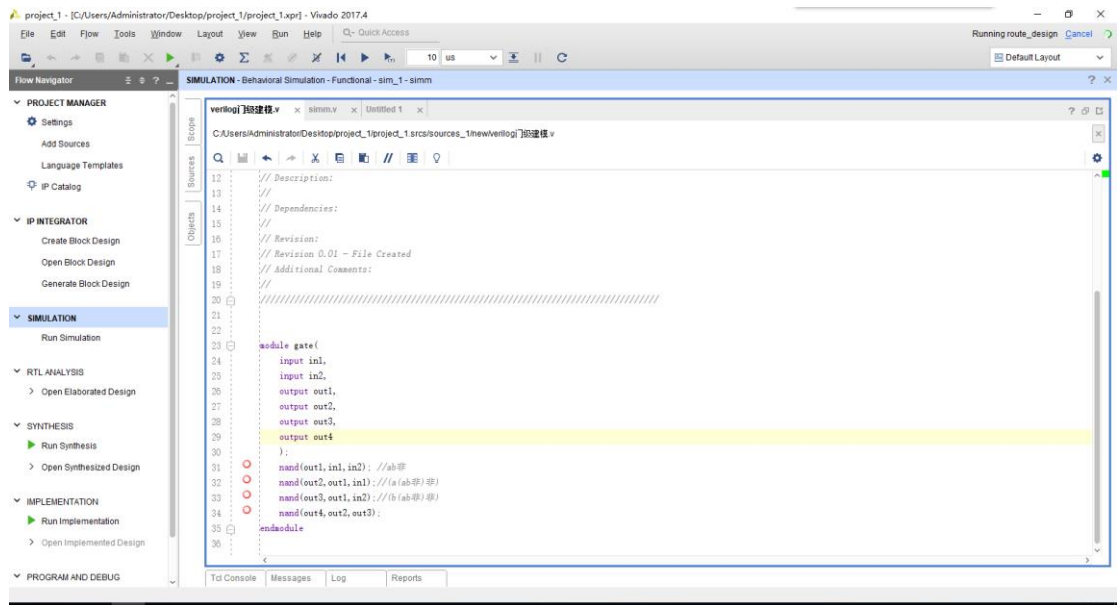 project_1 - [C:/Users/Administrator/Desktop/project_1/project_1.xpr] - Vivado 2017.4
File Edit Flow Tools Window Layout View Run Help Q- Quick Access
Running route_design Cancel
10 us
Default Layout
Flow Navigator
SIMULATION - Behavioral Simulation - Functional - sim_1 - simm
PROJECT MANAGER
Settings
Add Sources
Language Templates
IP Catalog
IP INTEGRATOR
Create Block Design
Open Block Design
Generate Block Design
SIMULATION
Run Simulation
RTL ANALYSIS
Open Elaborated Design
SYNTHESIS
Run Synthesis
Open Synthesized Design
IMPLEMENTATION
Run Implementation
Open Implemented Design
PROGRAM AND DEBUG
Scope
Sources
Objects
verilog门级建模.v simm.v Untitled 1
C:/Users/Administrator/Desktop/project_1/project_1.srcs/sources_1/new/verilog门级建模.v
12 // Description:
13 //
14 // Dependencies:
15 //
16 // Revision:
17 // Revision 0.01 - File Created
18 // Additional Comments:
19 //
20 //////////////////////////////////////////////////////////////////////////////////
21
22
23 module gate(
24 input in1,
25 input in2,
26 output out1,
27 output out2,
28 output out3,
29 output out4
30 );
31 nand(out1,in1,in2); //ab非
32 nand(out2,out1,in1);//(a(ab非)非)
33 nand(out3,out1,in2);//(b(ab非)非)
34 nand(out4,out2,out3);
35 endmodule
36
Tcl Console Messages Log Reports